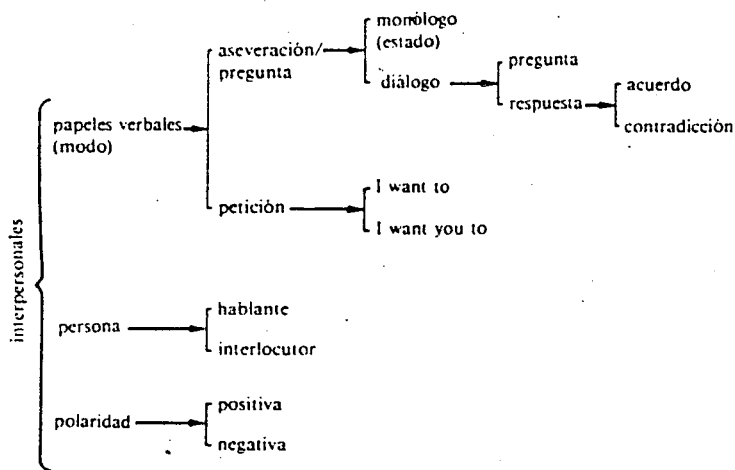 interpersonales
papeles verbales
(modo)
aseveración/
pregunta
monólogo
(estado)
diálogo
pregunta
respuesta
acuerdo
contradicción
petición
I want to
I want you to
persona
hablante
interlocutor
polaridad
positiva
negativa